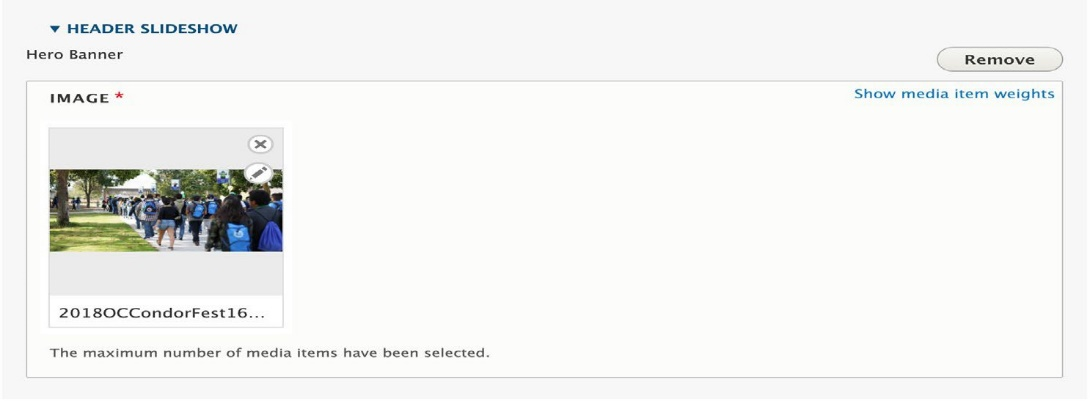 HEADER SLIDESHOW
Hero Banner
Remove
IMAGE *
Show media item weights
2018OCCondorFest16...
The maximum number of media items have been selected.